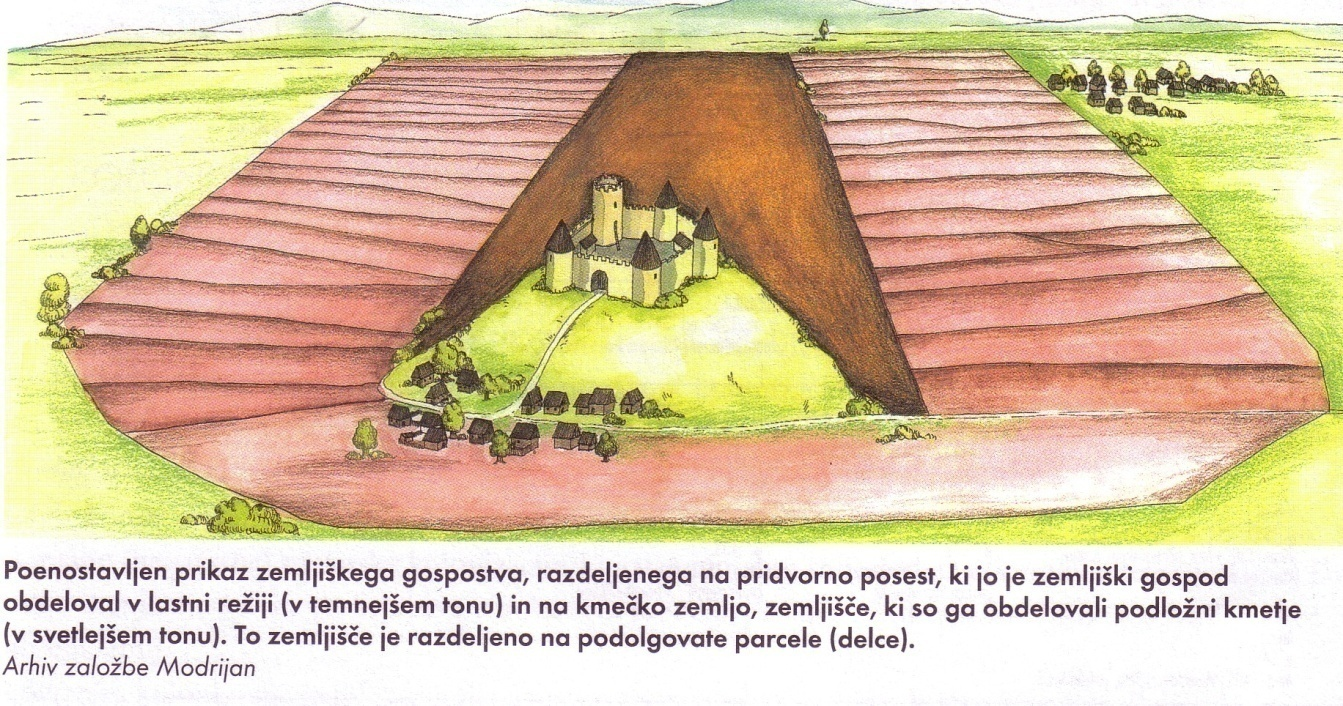 Poenostavljen prikaz zemljiškega gospostva, razdeljenega na pridvorno posest, ki jo je zemljiški gospod
obdeloval v lastni režiji (v temnejšem tonu) in na kmečko zemljo, zemljišče, ki so ga obdelovali podložni kmetje
(v svetlejšem tonu). To zemljišče je razdeljeno na podolgovate parcele (delce).
Arhiv založbe Modrijan